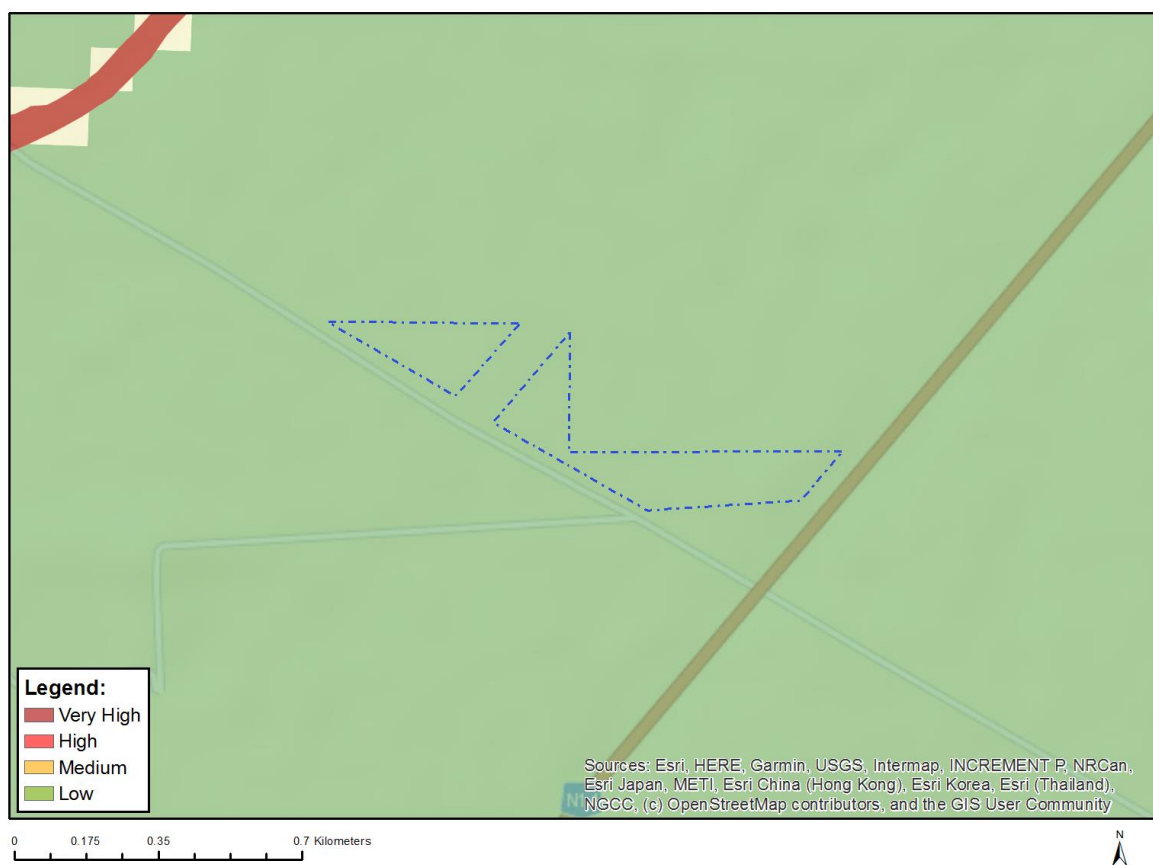 Legend:
Very High
High
Medium
Low
Sources: Esri, HERE, Garmin, USGS, Intermap, INCREMENT P, NRCan,
Esri Japan, METI, Esri China (Hong Kong), Esri Korea, Esri (Thailand),
NGCC, (c) OpenStreetMap contributors, and the GIS User Community
0 0.175 0.35 0.7 Kilometers
N